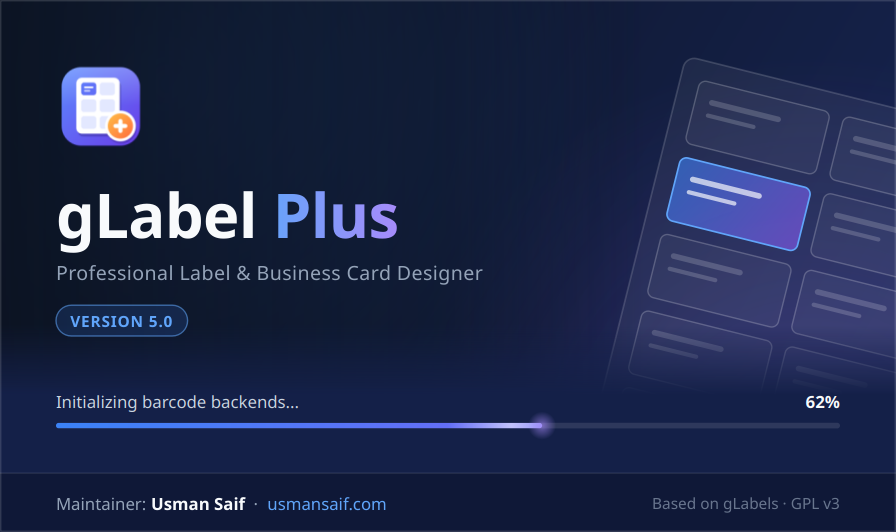 gLabel Plus
Professional Label & Business Card Designer
VERSION 5.0
Initializing barcode backends... 62%
Maintainer: Usman Saif · usmansaif.com
Based on gLabels · GPL v3